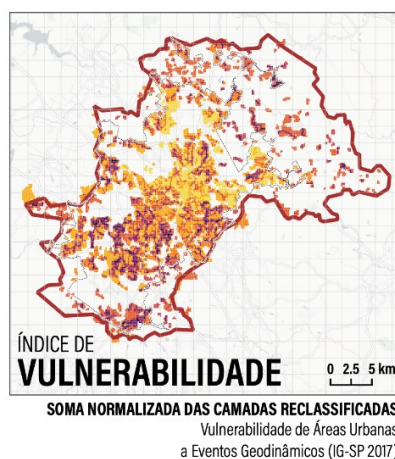 ÍNDICE DE
VULNERABILIDADE
0 2.5 5 km
SOMA NORMALIZADA DAS CAMADAS RECLASSIFICADAS
Vulnerabilidade de Áreas Urbanas
a Eventos Geodinâmicos (IG-SP 2017)